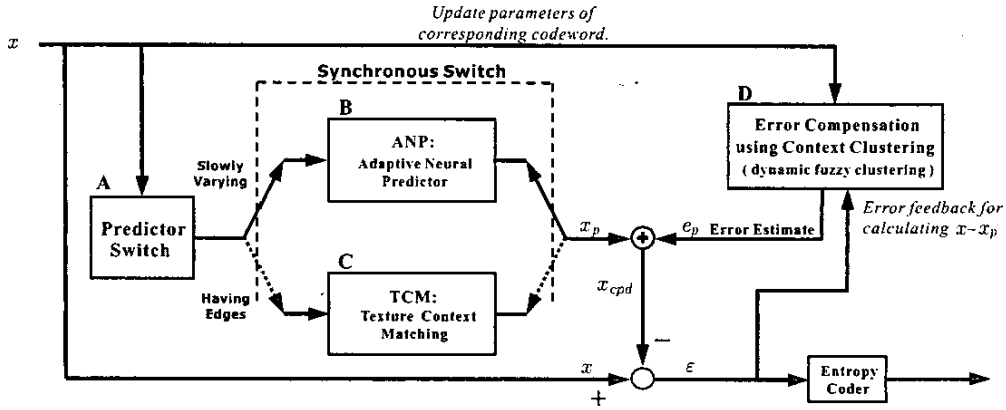 Update parameters of
corresponding codeword.
x
Synchronous Switch
D
Error Compensation
using Context Clustering
( dynamic fuzzy clustering )
B
ANP:
Adaptive Neural
Predictor
Slowly
Varying
A
Predictor
Switch
Error feedback for
calculating x-x_p
x_p
+
e_p Error Estimate
C
TCM:
Texture Context
Matching
Having
Edges
x_cpd
−
x
+
ε
Entropy
Coder